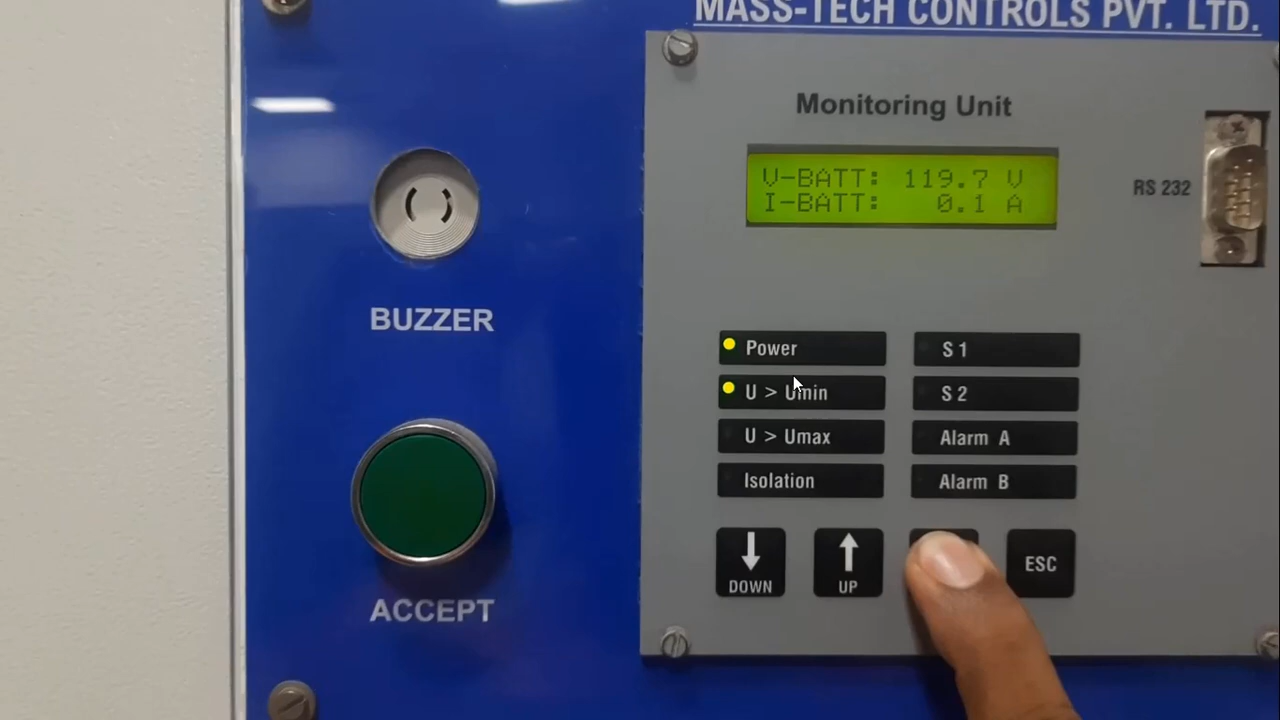 MASS-TECH CONTROLS PVT. LTD.
Monitoring Unit
V-BATT: 119.7 V
I-BATT: 0.1 A
RS 232
BUZZER
Power
S 1
U > Umin
S 2
U > Umax
Alarm A
Isolation
Alarm B
DOWN
UP
ESC
ACCEPT